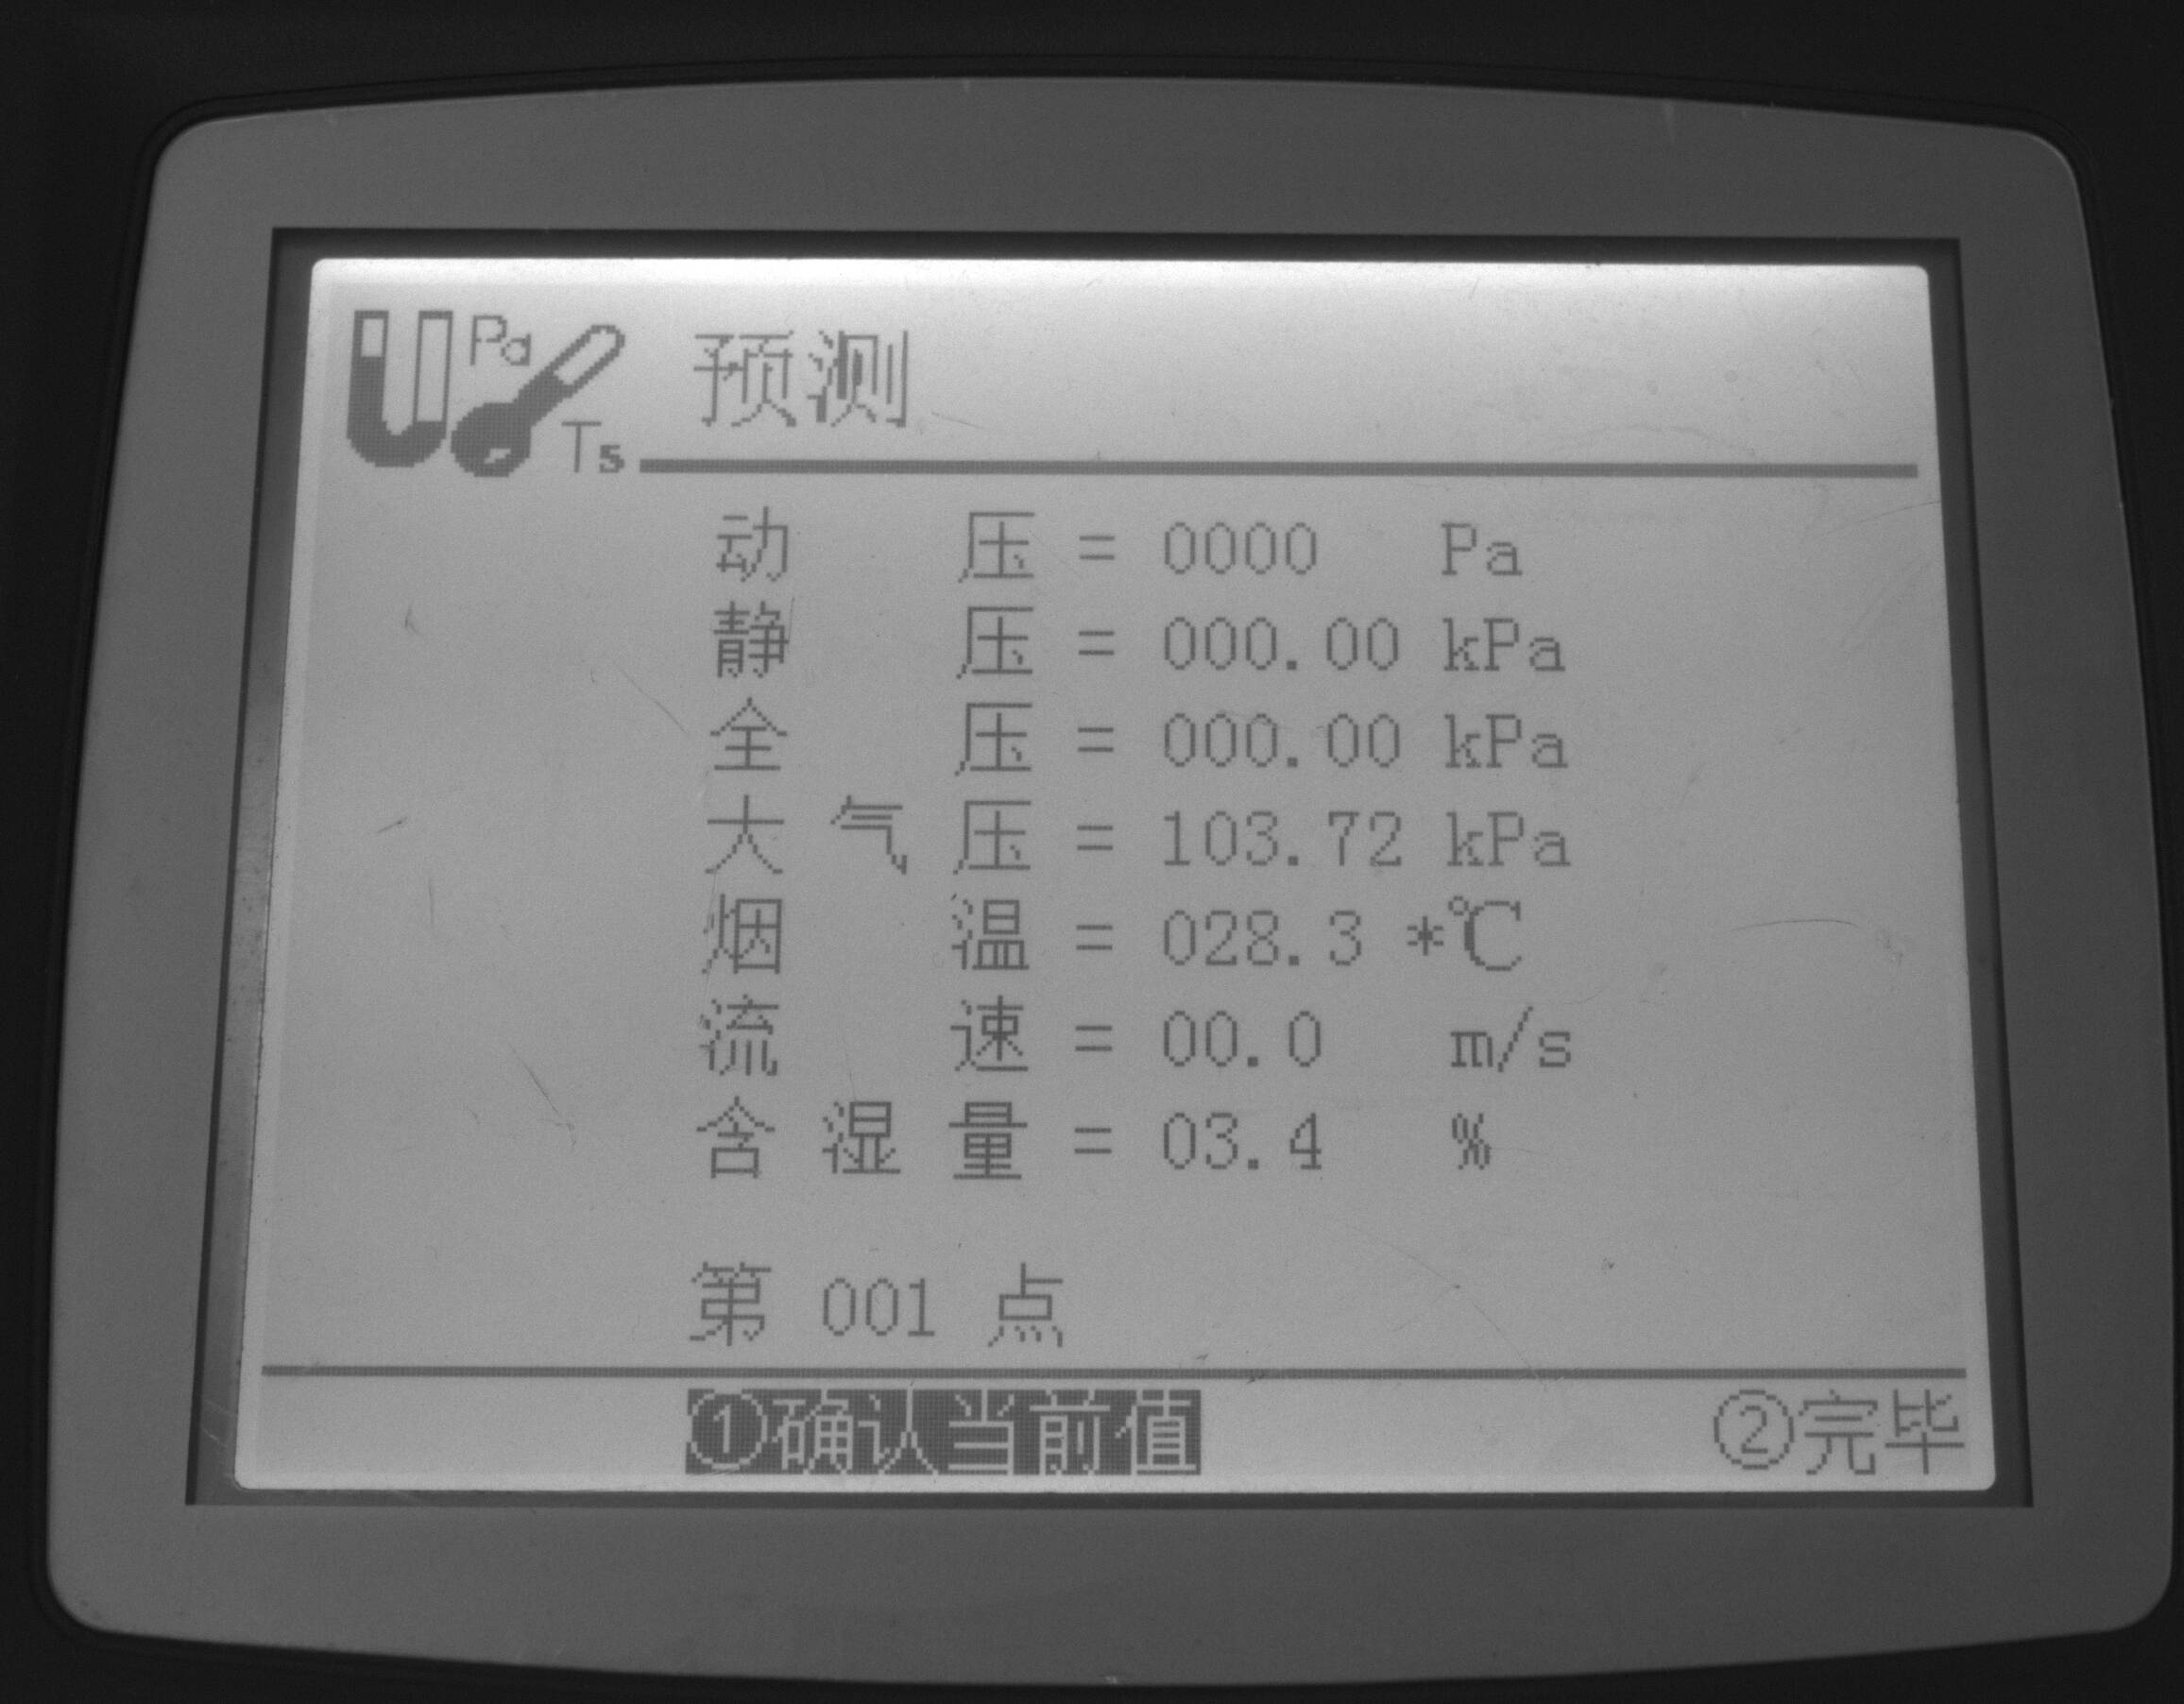 Pd
Ts
预测
动 压 = 0000 Pa
静 压 = 000.00 kPa
全 压 = 000.00 kPa
大气压 = 103.72 kPa
烟 温 = 028.3 *℃
流 速 = 00.0 m/s
含湿量 = 03.4 %
第 001 点
①确认当前值 ②完毕